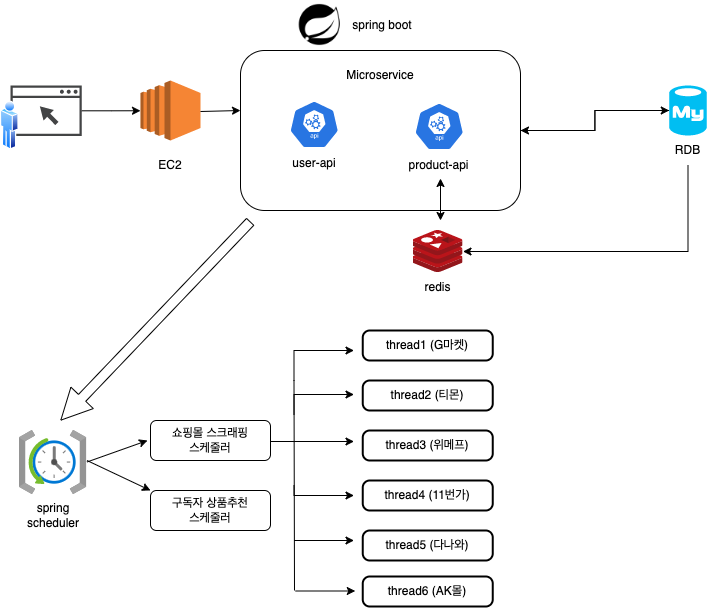 spring boot
Microservice
api
user-api
api
product-api
EC2
My
RDB
redis
thread1 (G마켓)
thread2 (티몬)
쇼핑몰 스크래핑
스케줄러
thread3 (위메프)
spring
scheduler
구독자 상품추천
스케줄러
thread4 (11번가)
thread5 (다나와)
thread6 (AK몰)